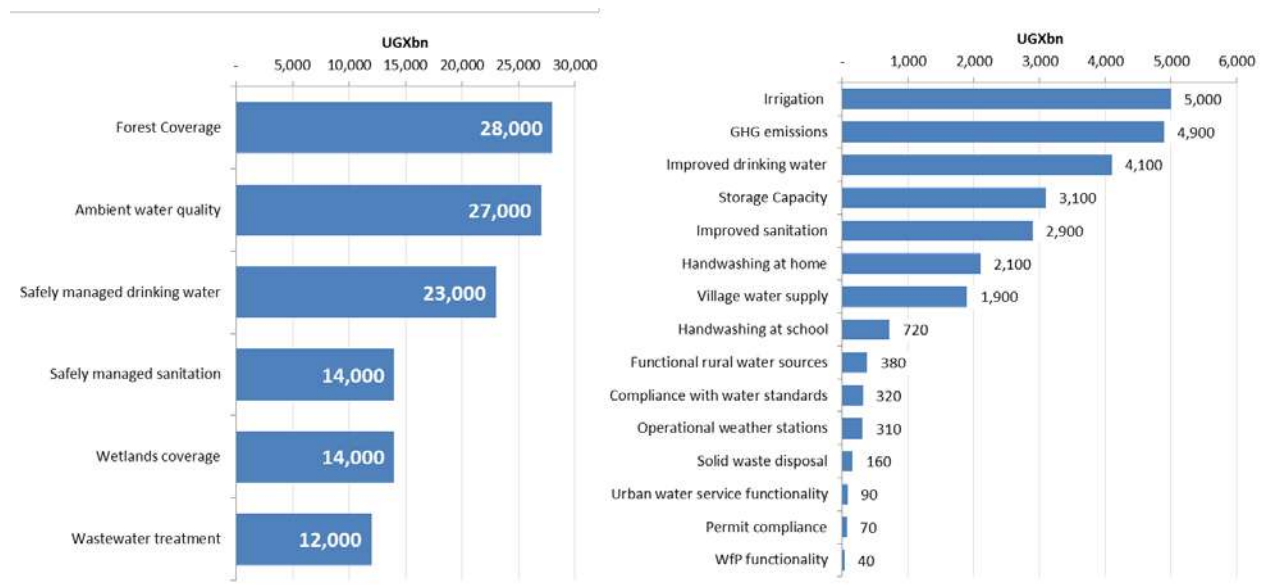 UGXbn
- 5,000 10,000 15,000 20,000 25,000 30,000
Forest Coverage 28,000
Ambient water quality 27,000
Safely managed drinking water 23,000
Safely managed sanitation 14,000
Wetlands coverage 14,000
Wastewater treatment 12,000
UGXbn
- 1,000 2,000 3,000 4,000 5,000 6,000
Irrigation 5,000
GHG emissions 4,900
Improved drinking water 4,100
Storage Capacity 3,100
Improved sanitation 2,900
Handwashing at home 2,100
Village water supply 1,900
Handwashing at school 720
Functional rural water sources 380
Compliance with water standards 320
Operational weather stations 310
Solid waste disposal 160
Urban water service functionality 90
Permit compliance 70
WfP functionality 40